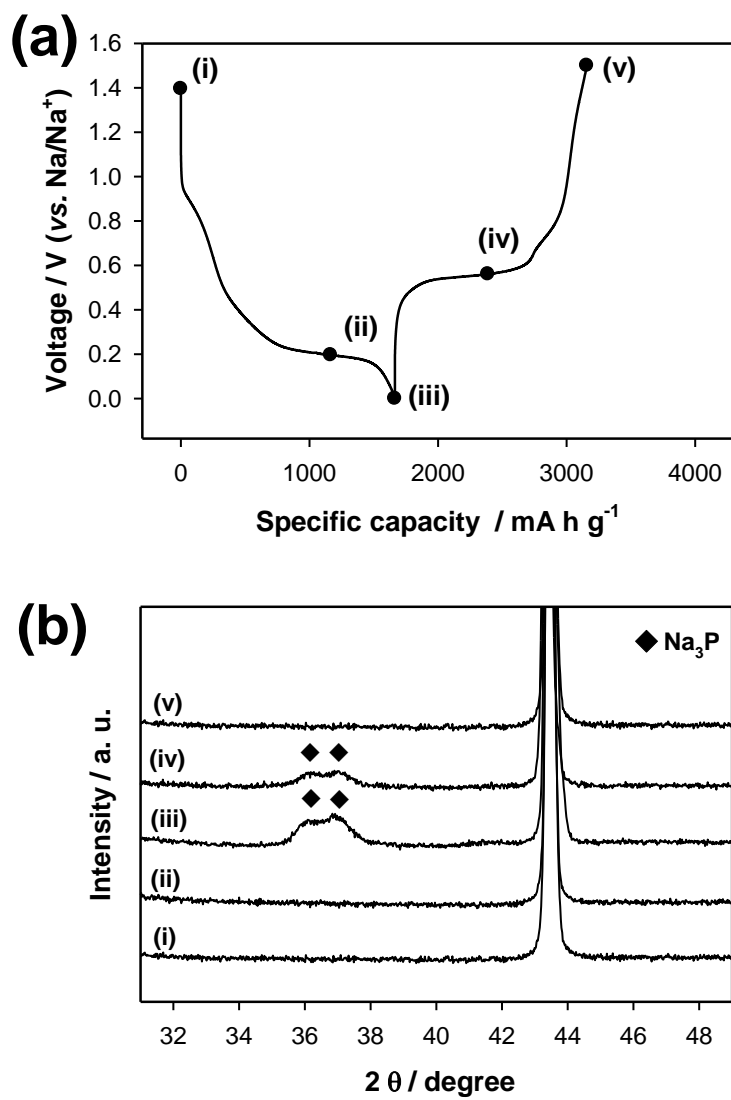 (a)
1.6
1.4
1.2
1.0
0.8
0.6
0.4
0.2
0.0
Voltage / V (vs. Na/Na⁺)
(i)
(ii)
(iii)
(iv)
(v)
0 1000 2000 3000 4000
Specific capacity / mA h g⁻¹
(b)
◆ Na₃P
(v)
(iv)
(iii)
(ii)
(i)
Intensity / a. u.
32 34 36 38 40 42 44 46 48
2 θ / degree